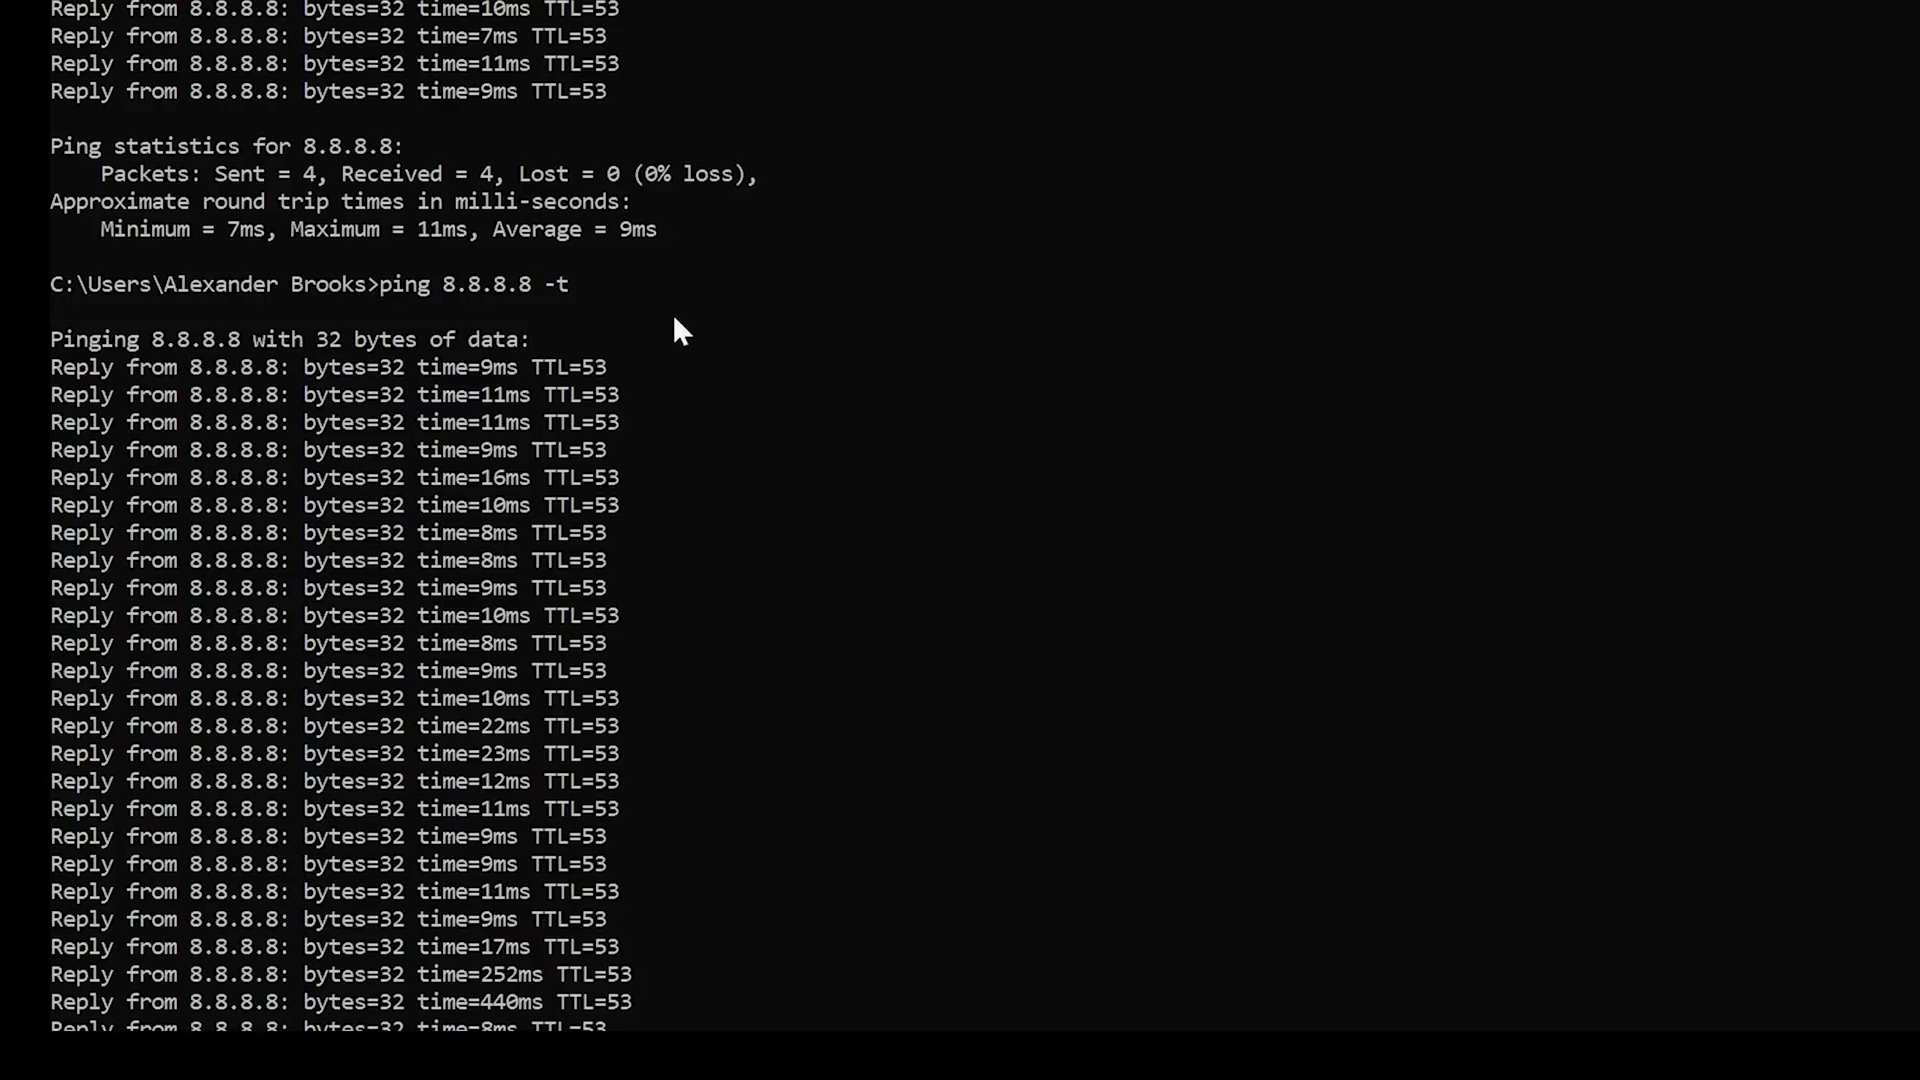 Reply from 8.8.8.8: bytes=32 time=10ms TTL=53
Reply from 8.8.8.8: bytes=32 time=7ms TTL=53
Reply from 8.8.8.8: bytes=32 time=11ms TTL=53
Reply from 8.8.8.8: bytes=32 time=9ms TTL=53
Ping statistics for 8.8.8.8:
Packets: Sent = 4, Received = 4, Lost = 0 (0% loss),
Approximate round trip times in milli-seconds:
Minimum = 7ms, Maximum = 11ms, Average = 9ms
C:\Users\Alexander Brooks>ping 8.8.8.8 -t
Pinging 8.8.8.8 with 32 bytes of data:
Reply from 8.8.8.8: bytes=32 time=9ms TTL=53
Reply from 8.8.8.8: bytes=32 time=11ms TTL=53
Reply from 8.8.8.8: bytes=32 time=11ms TTL=53
Reply from 8.8.8.8: bytes=32 time=9ms TTL=53
Reply from 8.8.8.8: bytes=32 time=16ms TTL=53
Reply from 8.8.8.8: bytes=32 time=10ms TTL=53
Reply from 8.8.8.8: bytes=32 time=8ms TTL=53
Reply from 8.8.8.8: bytes=32 time=8ms TTL=53
Reply from 8.8.8.8: bytes=32 time=9ms TTL=53
Reply from 8.8.8.8: bytes=32 time=10ms TTL=53
Reply from 8.8.8.8: bytes=32 time=8ms TTL=53
Reply from 8.8.8.8: bytes=32 time=9ms TTL=53
Reply from 8.8.8.8: bytes=32 time=10ms TTL=53
Reply from 8.8.8.8: bytes=32 time=22ms TTL=53
Reply from 8.8.8.8: bytes=32 time=23ms TTL=53
Reply from 8.8.8.8: bytes=32 time=12ms TTL=53
Reply from 8.8.8.8: bytes=32 time=11ms TTL=53
Reply from 8.8.8.8: bytes=32 time=9ms TTL=53
Reply from 8.8.8.8: bytes=32 time=9ms TTL=53
Reply from 8.8.8.8: bytes=32 time=11ms TTL=53
Reply from 8.8.8.8: bytes=32 time=9ms TTL=53
Reply from 8.8.8.8: bytes=32 time=17ms TTL=53
Reply from 8.8.8.8: bytes=32 time=252ms TTL=53
Reply from 8.8.8.8: bytes=32 time=440ms TTL=53
Reply from 8.8.8.8: bytes=32 time=8ms TTL=53